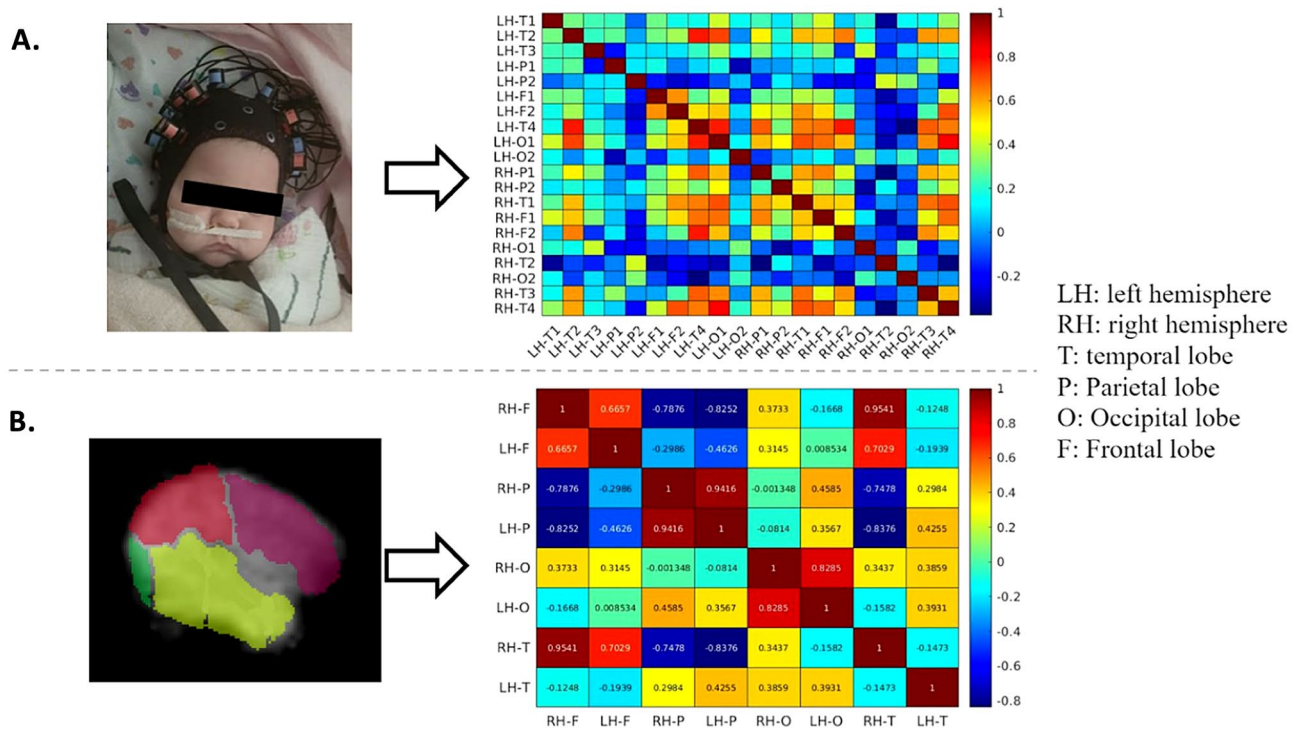 A.
LH-T1
LH-T2
LH-T3
LH-P1
LH-P2
LH-F1
LH-F2
LH-T4
LH-O1
LH-O2
RH-P1
RH-P2
RH-T1
RH-F1
RH-F2
RH-O1
RH-T2
RH-O2
RH-T3
RH-T4
LH-T1 LH-T2 LH-T3 LH-P1 LH-P2 LH-F1 LH-F2 LH-T4 LH-O1 LH-O2 RH-P1 RH-P2 RH-T1 RH-F1 RH-F2 RH-O1 RH-T2 RH-O2 RH-T3 RH-T4
1
0.8
0.6
0.4
0.2
0
-0.2
LH: left hemisphere
RH: right hemisphere
T: temporal lobe
P: Parietal lobe
O: Occipital lobe
F: Frontal lobe
B.
RH-F 1 0.6657 -0.7876 -0.8252 0.3733 -0.1668 0.9541 -0.1248
LH-F 0.6657 1 -0.2986 -0.4626 0.3145 0.008534 0.7029 -0.1939
RH-P -0.7876 -0.2986 1 0.9416 -0.001348 0.4585 -0.7478 0.2984
LH-P -0.8252 -0.4626 0.9416 1 -0.0814 0.3567 -0.8376 0.4255
RH-O 0.3733 0.3145 -0.001348 -0.0814 1 0.8285 0.3437 0.3859
LH-O -0.1668 0.008534 0.4585 0.3567 0.8285 1 -0.1582 0.3931
RH-T 0.9541 0.7029 -0.7478 -0.8376 0.3437 -0.1582 1 -0.1473
LH-T -0.1248 -0.1939 0.2984 0.4255 0.3859 0.3931 -0.1473 1
RH-F LH-F RH-P LH-P RH-O LH-O RH-T LH-T
1
0.8
0.6
0.4
0.2
0
-0.2
-0.4
-0.6
-0.8